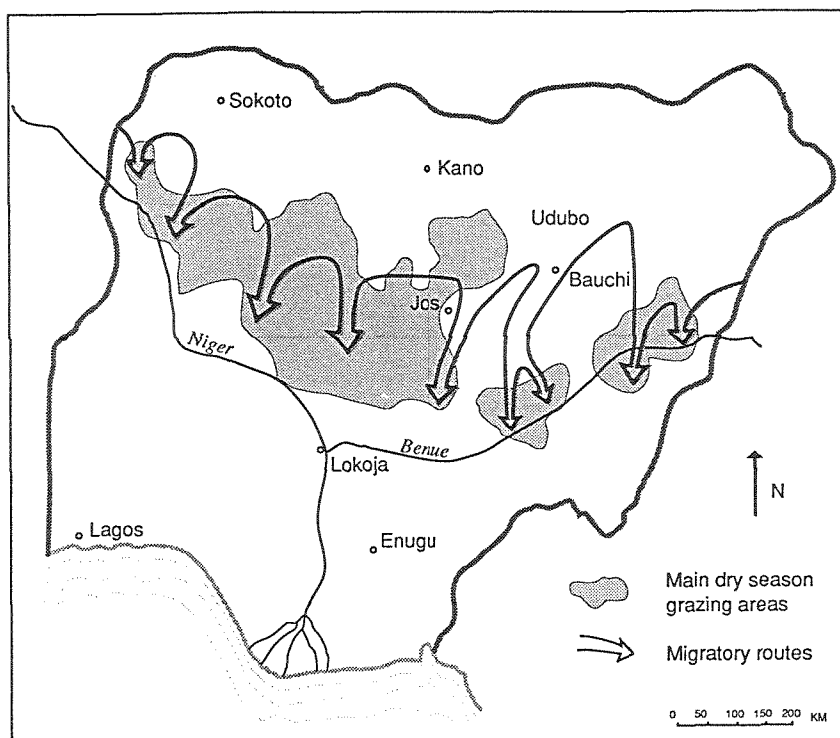 Sokoto
Kano
Udubo
Bauchi
Jos
Niger
Benue
Lokoja
N
Lagos
Enugu
Main dry season
grazing areas
Migratory routes
0 50 100 150 200 KM